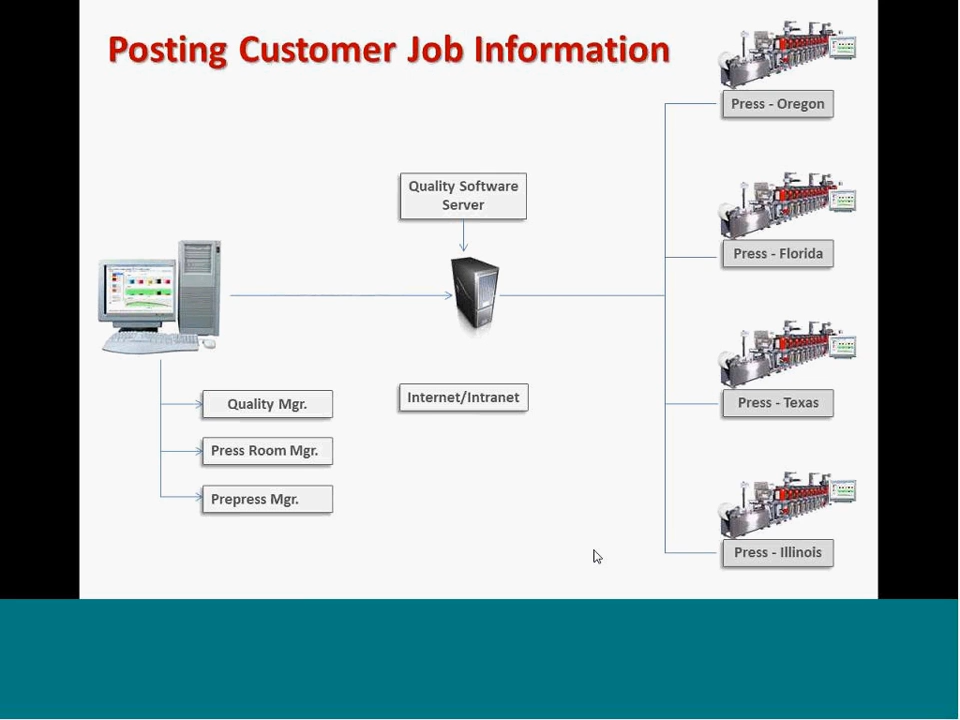 Posting Customer Job Information
Press - Oregon
Quality Software
Server
Press - Florida
Quality Mgr.
Press Room Mgr.
Prepress Mgr.
Internet/Intranet
Press - Texas
Press - Illinois